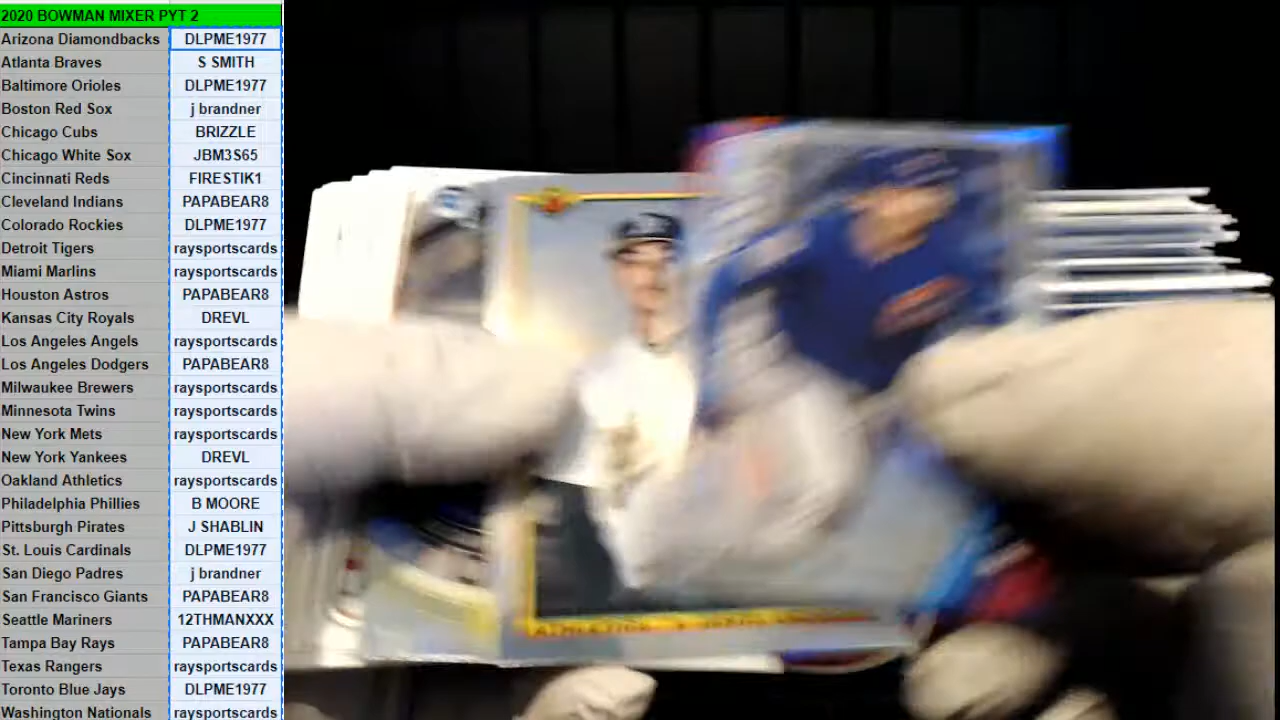 2020 BOWMAN MIXER PYT 2
Arizona Diamondbacks DLPME1977
Atlanta Braves S SMITH
Baltimore Orioles DLPME1977
Boston Red Sox j brandner
Chicago Cubs BRIZZLE
Chicago White Sox JBM3S65
Cincinnati Reds FIRESTIK1
Cleveland Indians PAPABEAR8
Colorado Rockies DLPME1977
Detroit Tigers raysportscards
Miami Marlins raysportscards
Houston Astros PAPABEAR8
Kansas City Royals DREVL
Los Angeles Angels raysportscards
Los Angeles Dodgers PAPABEAR8
Milwaukee Brewers raysportscards
Minnesota Twins raysportscards
New York Mets raysportscards
New York Yankees DREVL
Oakland Athletics raysportscards
Philadelphia Phillies B MOORE
Pittsburgh Pirates J SHABLIN
St. Louis Cardinals DLPME1977
San Diego Padres j brandner
San Francisco Giants PAPABEAR8
Seattle Mariners 12THMANXXX
Tampa Bay Rays PAPABEAR8
Texas Rangers raysportscards
Toronto Blue Jays DLPME1977
Washington Nationals raysportscards
ATHLETICS